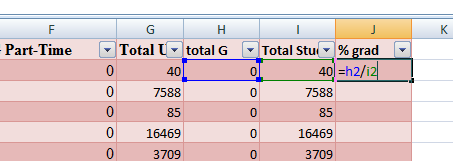 F G H I J K
Part-Time Total U total G Total Stu % grad
0 40 0 40 =h2/i2
0 7588 0 7588
0 85 0 85
0 16469 0 16469
0 3709 0 3709